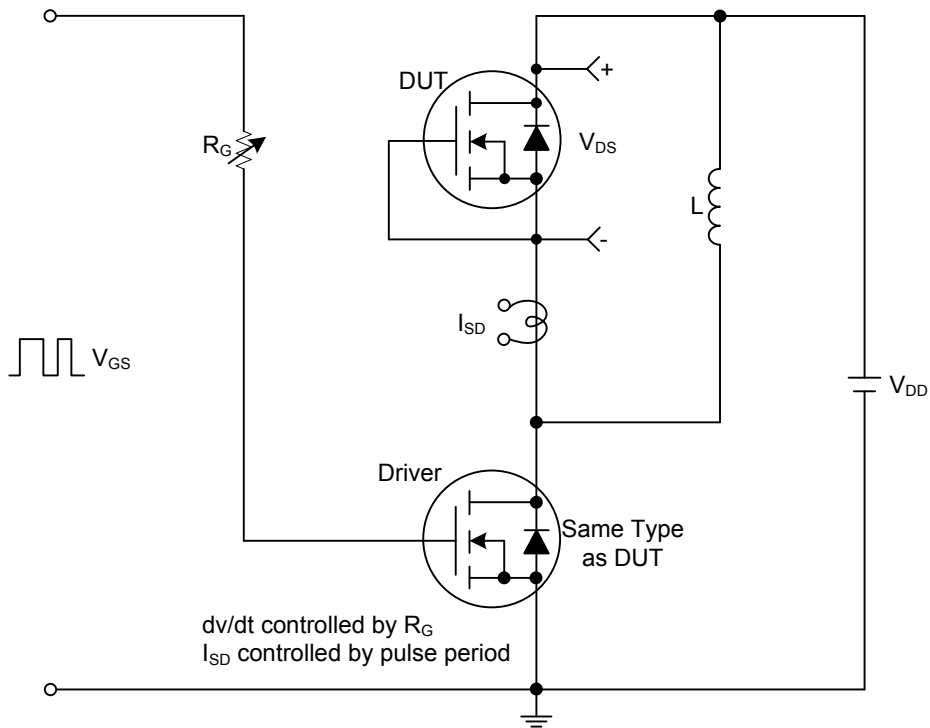 DUT
+
R_G
V_DS
L
-
I_SD
V_GS
V_DD
Driver
Same Type
as DUT
dv/dt controlled by R_G
I_SD controlled by pulse period